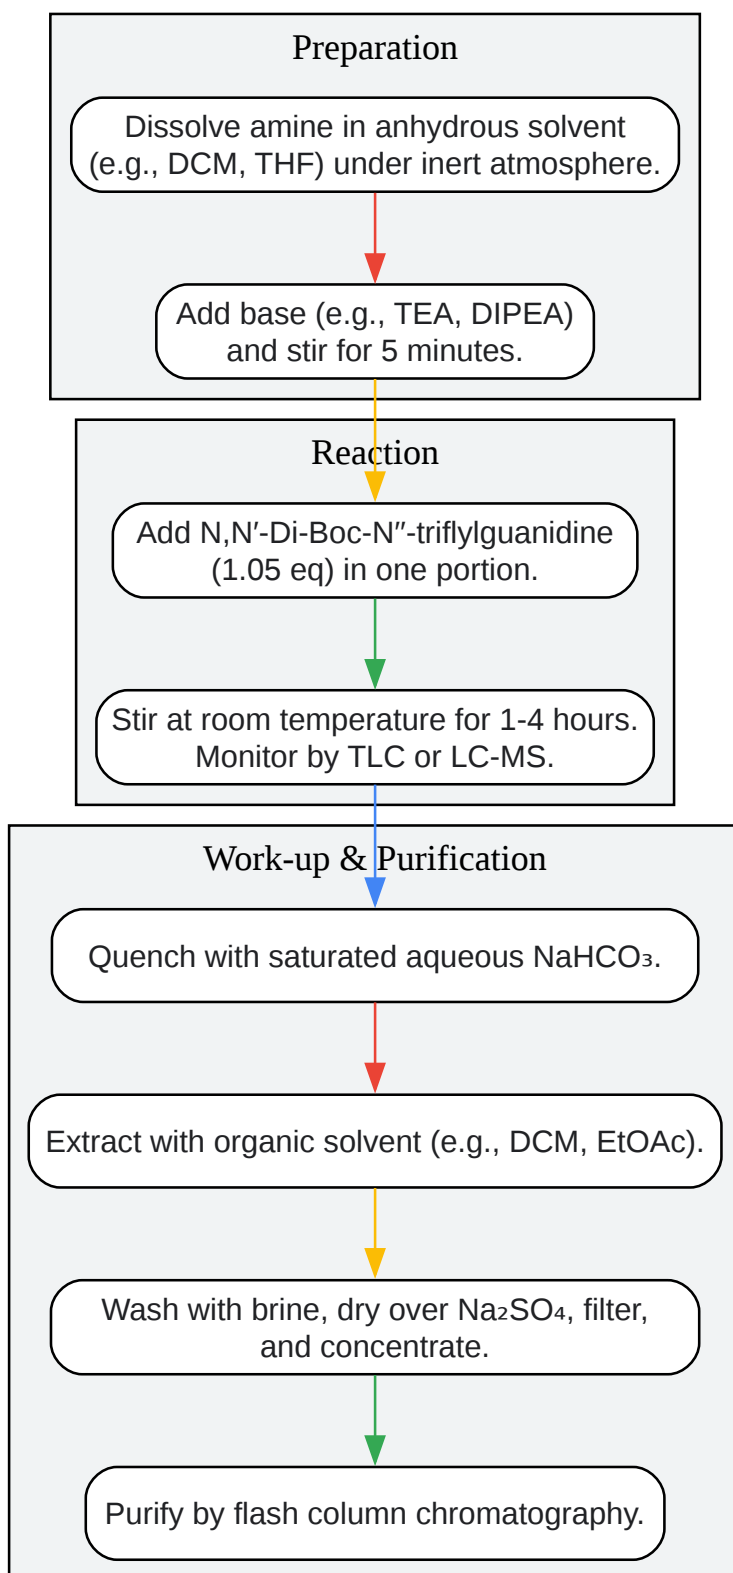 Preparation
Dissolve amine in anhydrous solvent
(e.g., DCM, THF) under inert atmosphere.
Add base (e.g., TEA, DIPEA)
and stir for 5 minutes.
Reaction
Add N,N′-Di-Boc-N″-triflylguanidine
(1.05 eq) in one portion.
Stir at room temperature for 1-4 hours.
Monitor by TLC or LC-MS.
Work-up & Purification
Quench with saturated aqueous NaHCO₃.
Extract with organic solvent (e.g., DCM, EtOAc).
Wash with brine, dry over Na₂SO₄, filter,
and concentrate.
Purify by flash column chromatography.